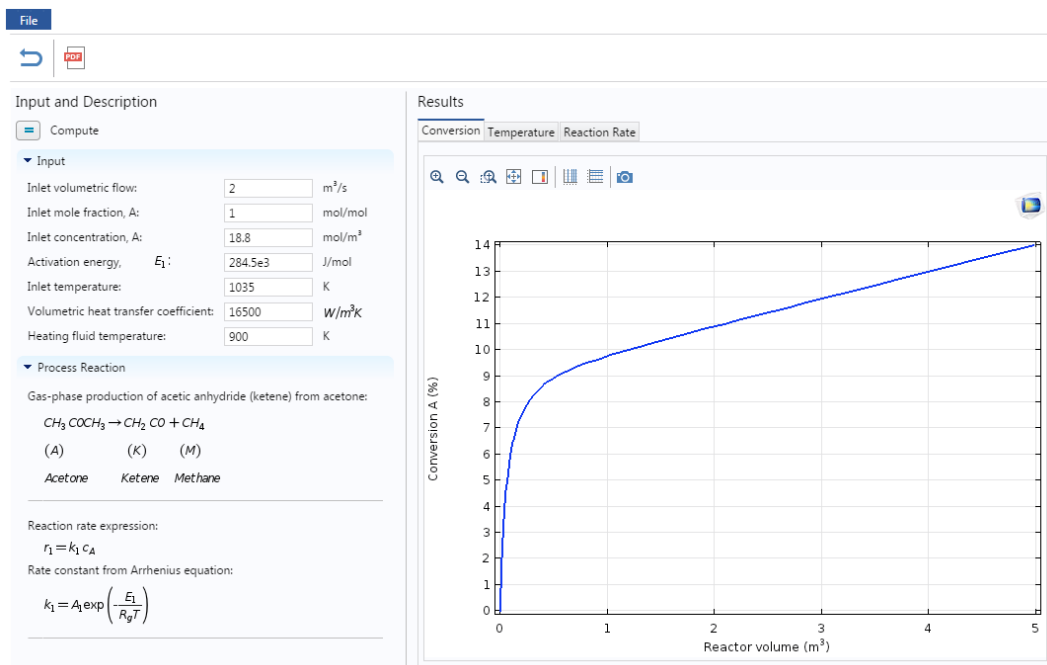 File
PDF
Input and Description
= Compute
Input
Inlet volumetric flow: 2 m³/s
Inlet mole fraction, A: 1 mol/mol
Inlet concentration, A: 18.8 mol/m³
Activation energy, E₁: 284.5e3 J/mol
Inlet temperature: 1035 K
Volumetric heat transfer coefficient: 16500 W/m³K
Heating fluid temperature: 900 K
Process Reaction
Gas-phase production of acetic anhydride (ketene) from acetone:
CH₃ COCH₃ → CH₂ CO + CH₄
(A) (K) (M)
Acetone Ketene Methane
Reaction rate expression:
r₁ = k₁ c_A
Rate constant from Arrhenius equation:
k₁ = A₁ exp(-E₁/R_gT)
Results
Conversion Temperature Reaction Rate
14
13
12
11
10
9
8
7
6
5
4
3
2
1
0
Conversion A (%)
0 1 2 3 4 5
Reactor volume (m³)